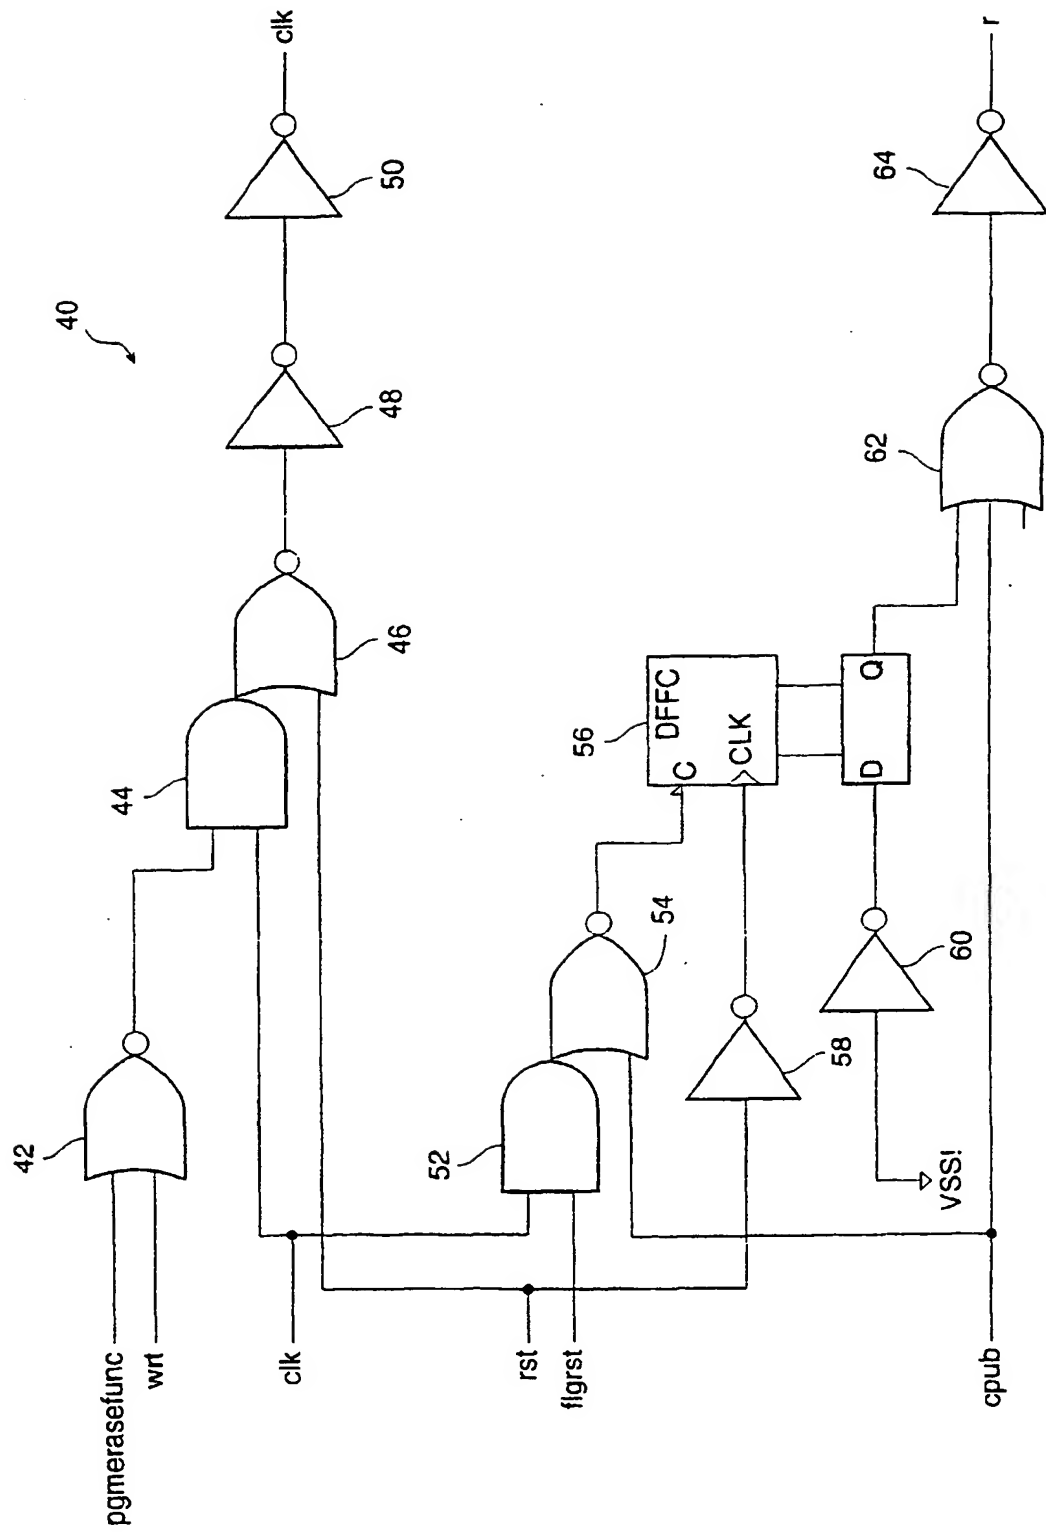 40
pgmerasefunc
wrt
42
44
46
48
50
clk
clk
rst
flgrst
52
54
56
DFFC
C
CLK
58
D
Q
60
VSS!
cpub
62
64
r